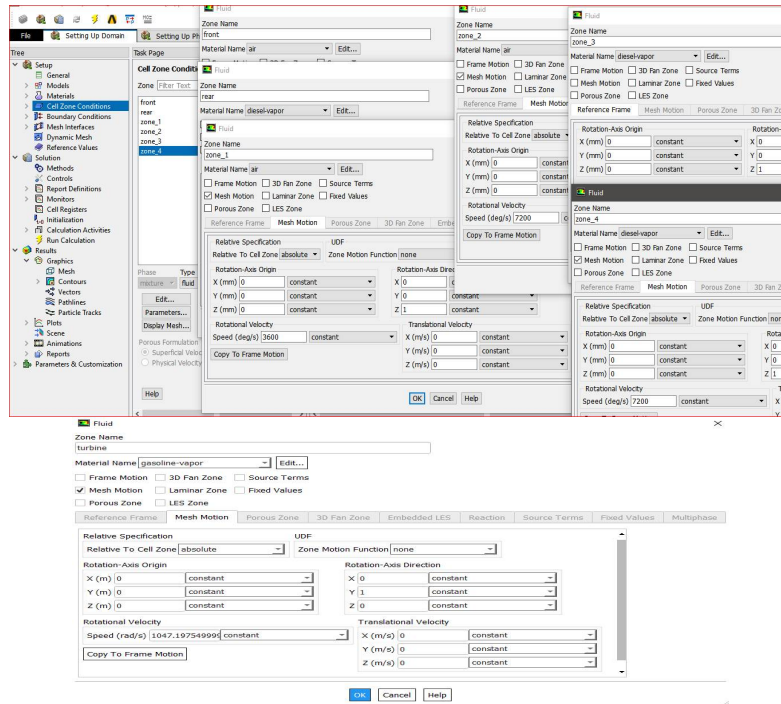 File
Setting Up Domain
Setting Up Ph
Tree
Setup
General
Models
Materials
Cell Zone Conditions
Boundary Conditions
Mesh Interfaces
Dynamic Mesh
Reference Values
Solution
Methods
Controls
Report Definitions
Monitors
Cell Registers
Initialization
Calculation Activities
Run Calculation
Results
Graphics
Mesh
Contours
Vectors
Pathlines
Particle Tracks
Plots
Scene
Animations
Reports
Parameters & Customization
Task Page
Cell Zone Conditi
Zone Filter Text
front
rear
zone_1
zone_2
zone_3
zone_4
Phase Type
mixture fluid
Edit...
Parameters...
Display Mesh...
Porous Formulation
Superficial Veloc
Physical Velocity
Help
Fluid
Zone Name
front
Material Name air Edit...
Fluid
Zone Name
rear
Material Name diesel-vapor Edit...
Fluid
Zone Name
zone_1
Material Name air Edit...
Frame Motion 3D Fan Zone Source Terms
Mesh Motion Laminar Zone Fixed Values
Porous Zone LES Zone
Reference Frame Mesh Motion Porous Zone 3D Fan Zone Embe
Relative Specification UDF
Relative To Cell Zone absolute Zone Motion Function none
Rotation-Axis Origin Rotation-Axis Direc
X (mm) 0 constant X 0
Y (mm) 0 constant Y 0 constant
Z (mm) 0 constant Z 1
Rotational Velocity Translational Velocity
Speed (deg/s) 3600 constant X (m/s) 0 constant
Copy To Frame Motion Y (m/s) 0 constant
Z (m/s) 0 constant
OK Cancel Help
Fluid
Zone Name
zone_2
Material Name air
Frame Motion 3D Fan Zone
Mesh Motion Laminar Zone
Porous Zone LES Zone
Reference Frame Mesh Motion
Relative Specification
Relative To Cell Zone absolute
Rotation-Axis Origin
X (mm) 0 constant
Y (mm) 0 constan
Z (mm) 0 constan
Rotational Velocity
Speed (deg/s) 7200
Copy To Frame Motion
Fluid
Zone Name
zone_3
Material Name diesel-vapor Edit...
Frame Motion 3D Fan Zone Source Terms
Mesh Motion Laminar Zone Fixed Values
Porous Zone LES Zone
Reference Frame Mesh Motion Porous Zone 3D Fan Zo
Rotation-Axis Origin Rotation-
X (mm) 0 constant X 0
Y (mm) 0 constant Y 0
Z (mm) 0 constant Z 1
Fluid
Zone Name
zone_4
Material Name diesel-vapor Edit...
Frame Motion 3D Fan Zone Source Terms
Mesh Motion Laminar Zone Fixed Values
Porous Zone LES Zone
Reference Frame Mesh Motion Porous Zone 3D Fan Z
Relative Specification UDF
Relative To Cell Zone absolute Zone Motion Function nor
Rotation-Axis Origin Rota
X (mm) 0 constant X 0
Y (mm) 0 constant Y 0
Z (mm) 0 constant Z 1
Rotational Velocity
Speed (deg/s) 7200 constant X
Fluid
Zone Name
turbine
Material Name gasoline-vapor Edit...
Frame Motion 3D Fan Zone Source Terms
Mesh Motion Laminar Zone Fixed Values
Porous Zone LES Zone
Reference Frame Mesh Motion Porous Zone 3D Fan Zone Embedded LES Reaction Source Terms Fixed Values Multiphase
Relative Specification UDF
Relative To Cell Zone absolute Zone Motion Function none
Rotation-Axis Origin Rotation-Axis Direction
X (m) 0 constant X 0 constant
Y (m) 0 constant Y 1 constant
Z (m) 0 constant Z 0 constant
Rotational Velocity Translational Velocity
Speed (rad/s) 1047.197549999 constant X (m/s) 0 constant
Copy To Frame Motion Y (m/s) 0 constant
Z (m/s) 0 constant
OK Cancel Help